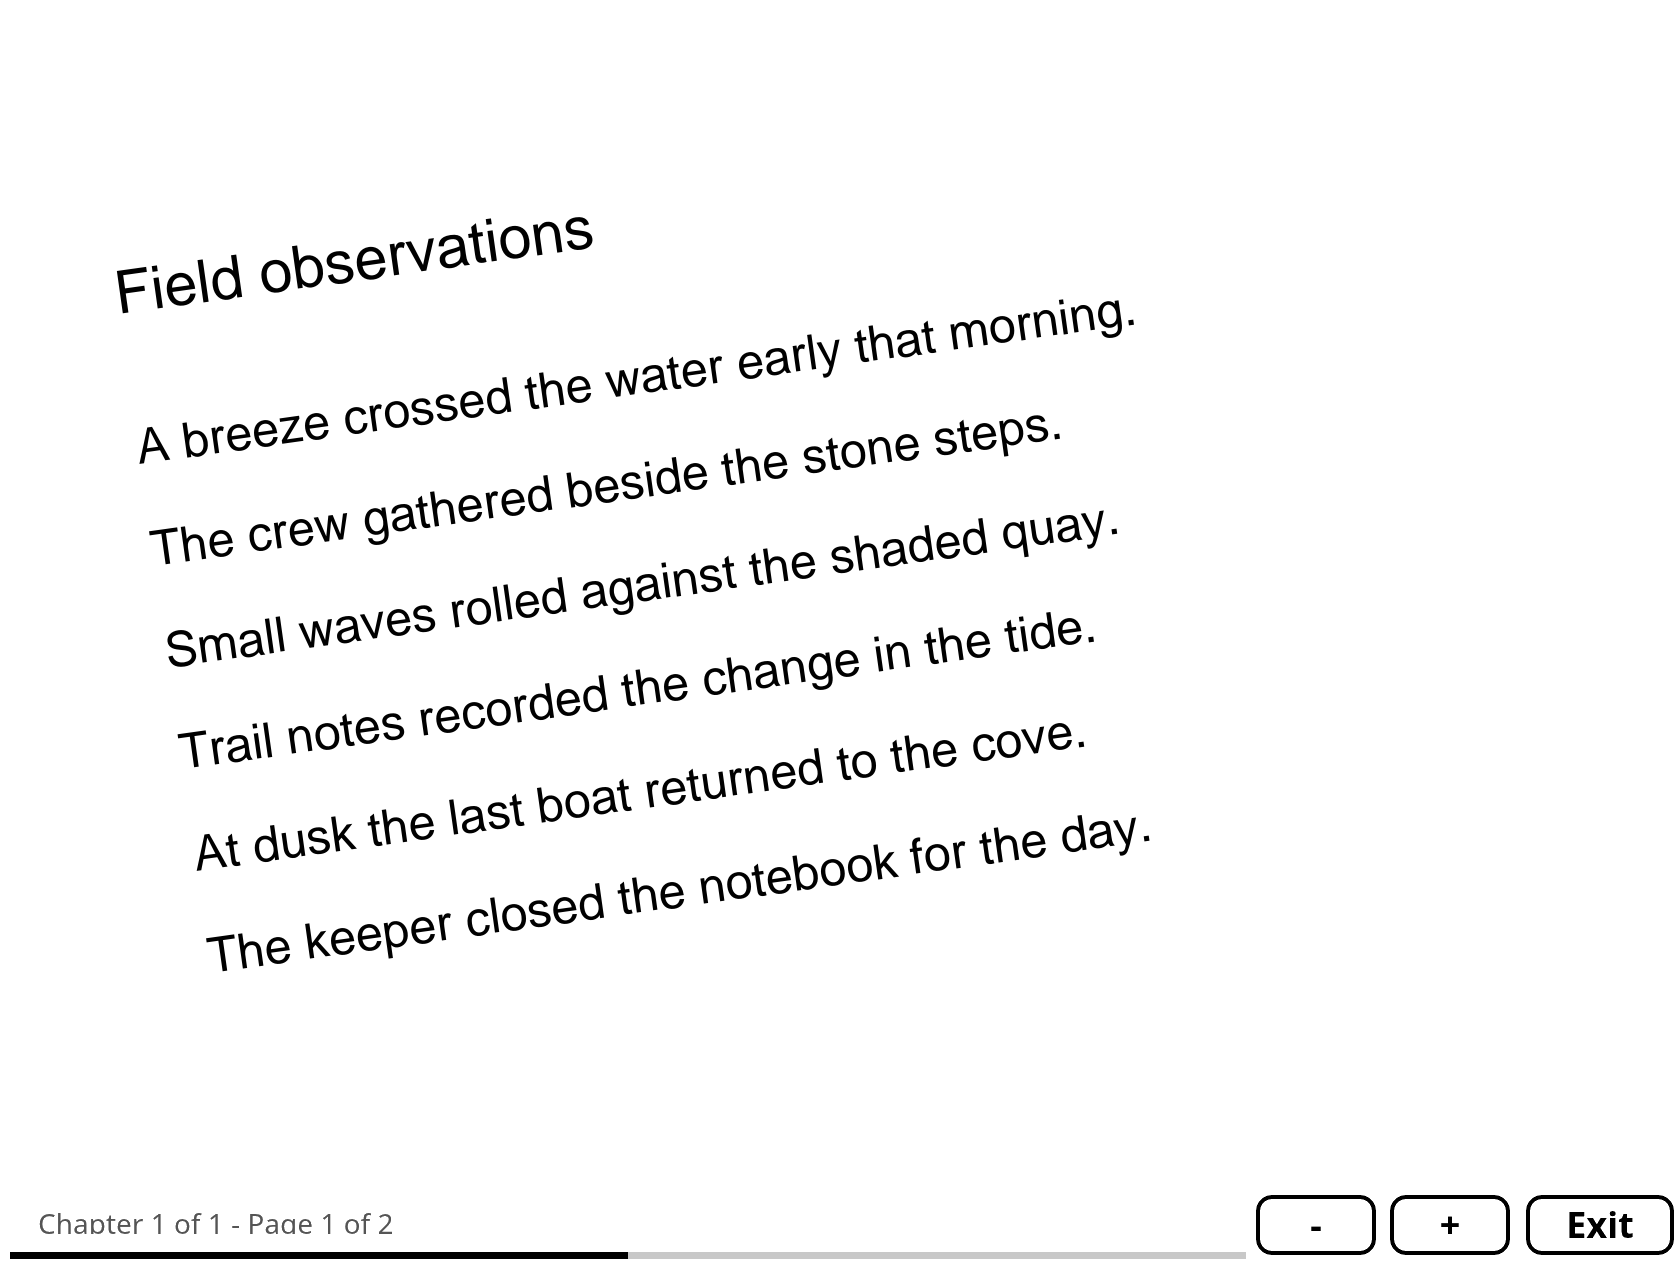 Field observations
A breeze crossed the water early that morning.
The crew gathered beside the stone steps.
Small waves rolled against the shaded quay.
Trail notes recorded the change in the tide.
At dusk the last boat returned to the cove.
The keeper closed the notebook for the day.
Chapter 1 of 1 - Page 1 of 2
- + Exit